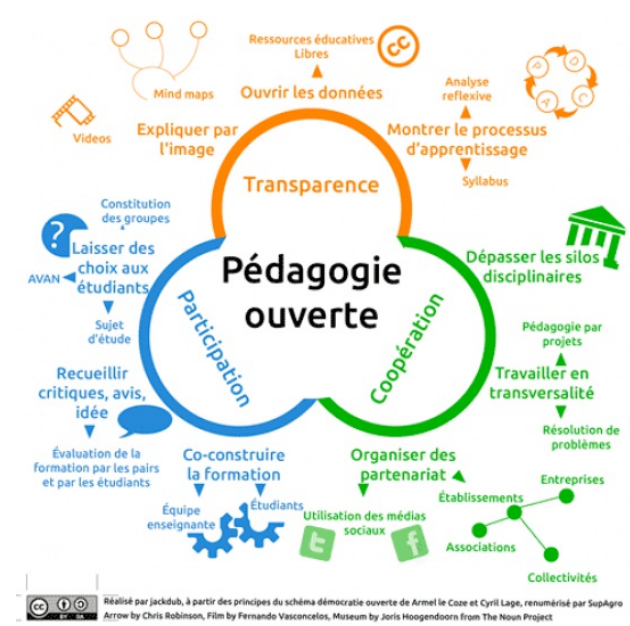 Ressources éducatives
Libres
cc
Ouvrir les données
Mind maps
Videos
Expliquer par
l'image
Analyse
reflexive
P
D
C
A
Montrer le processus
d'apprentissage
Syllabus
Transparence
Pédagogie
ouverte
Participation
Coopération
Constitution
des groupes
?
Laisser des
choix aux
étudiants
AVAN
Sujet
d'étude
Recueillir
critiques, avis,
idée
Évaluation de la
formation par les pairs
et par les étudiants
Co-construire
la formation
Équipe
enseignante
Étudiants
Dépasser les silos
disciplinaires
Pédagogie par
projets
Travailler en
transversalité
Résolution de
problèmes
Organiser des
partenariat
Utilisation des médias
sociaux
t
f
Établissements
Entreprises
Associations
Collectivités
cc BY SA
Réalisé par jackdub, à partir des principes du schéma démocratie ouverte de Armel le Coze et Cyril Lage, renumérisé par SupAgro
Arrow by Chris Robinson, Film by Fernando Vasconcelos, Museum by Joris Hoogendoorn from The Noun Project